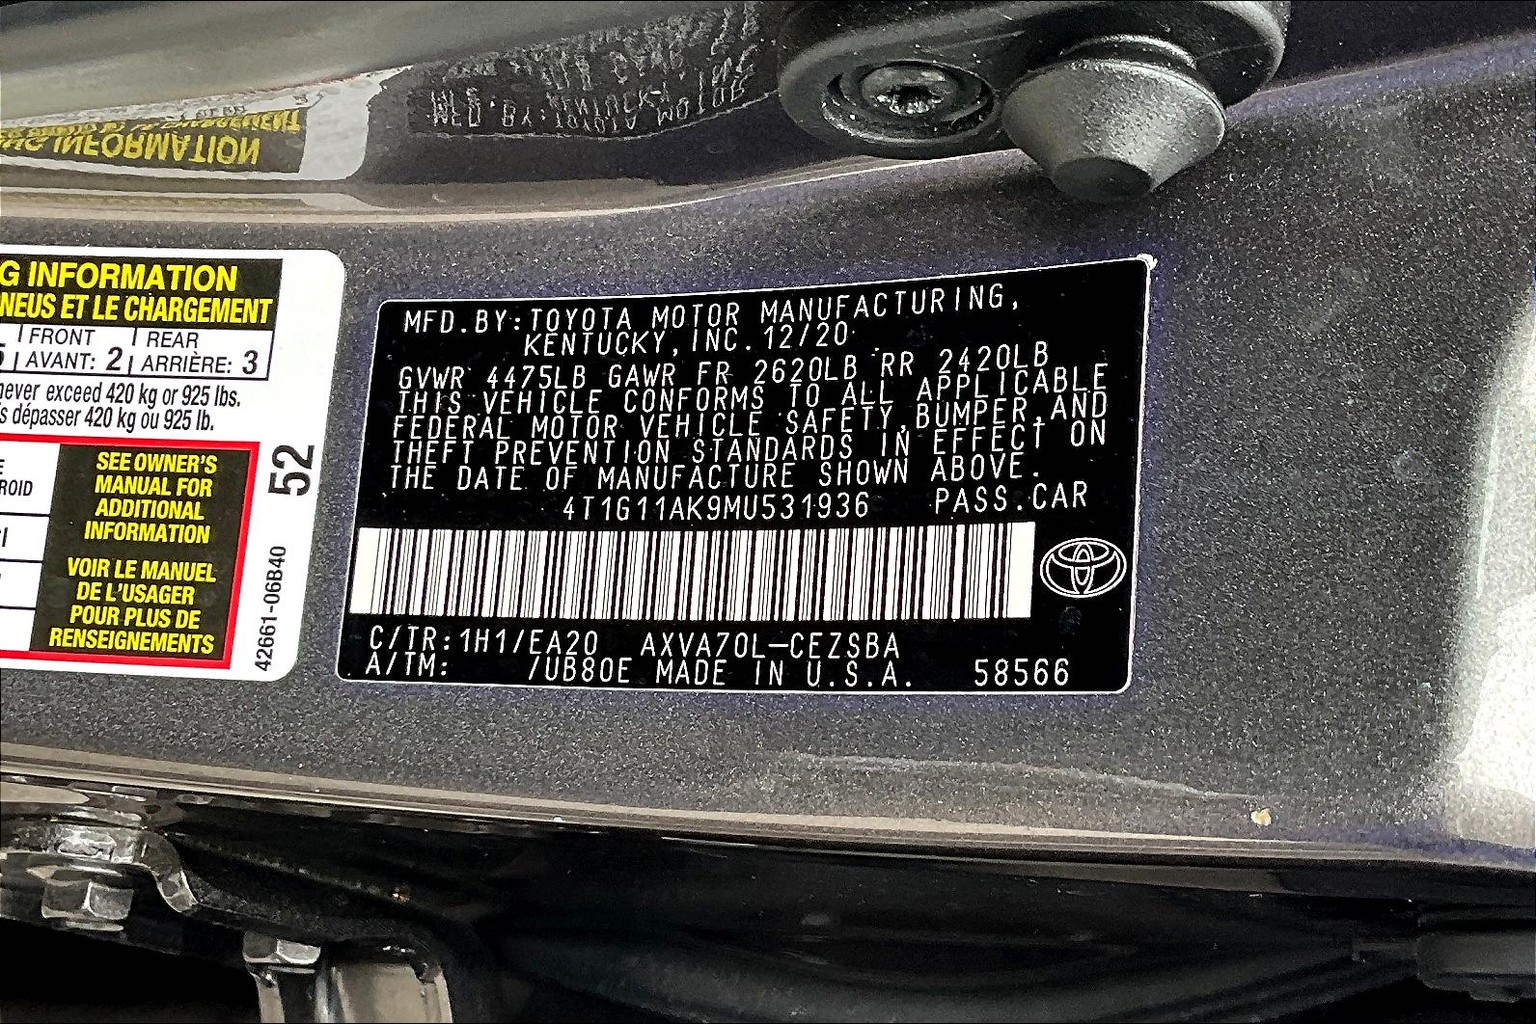 G INFORMATION
NEUS ET LE CHARGEMENT
FRONT REAR
AVANT: 2 ARRIÈRE: 3
never exceed 420 kg or 925 lbs.
s dépasser 420 kg ou 925 lb.
SEE OWNER'S
MANUAL FOR
ADDITIONAL
INFORMATION
VOIR LE MANUEL
DE L'USAGER
POUR PLUS DE
RENSEIGNEMENTS
ROID
52
42661-06B40
MFD.BY:TOYOTA MOTOR MANUFACTURING,
KENTUCKY,INC.12/20
GVWR 4475LB GAWR FR 2620LB RR 2420LB
THIS VEHICLE CONFORMS TO ALL APPLICABLE
FEDERAL MOTOR VEHICLE SAFETY,BUMPER,AND
THEFT PREVENTION STANDARDS IN EFFECT ON
THE DATE OF MANUFACTURE SHOWN ABOVE.
4T1G11AK9MU531936 PASS.CAR
C/TR:1H1/EA20 AXVA70L-CEZSBA
A/TM: /UB80E MADE IN U.S.A. 58566